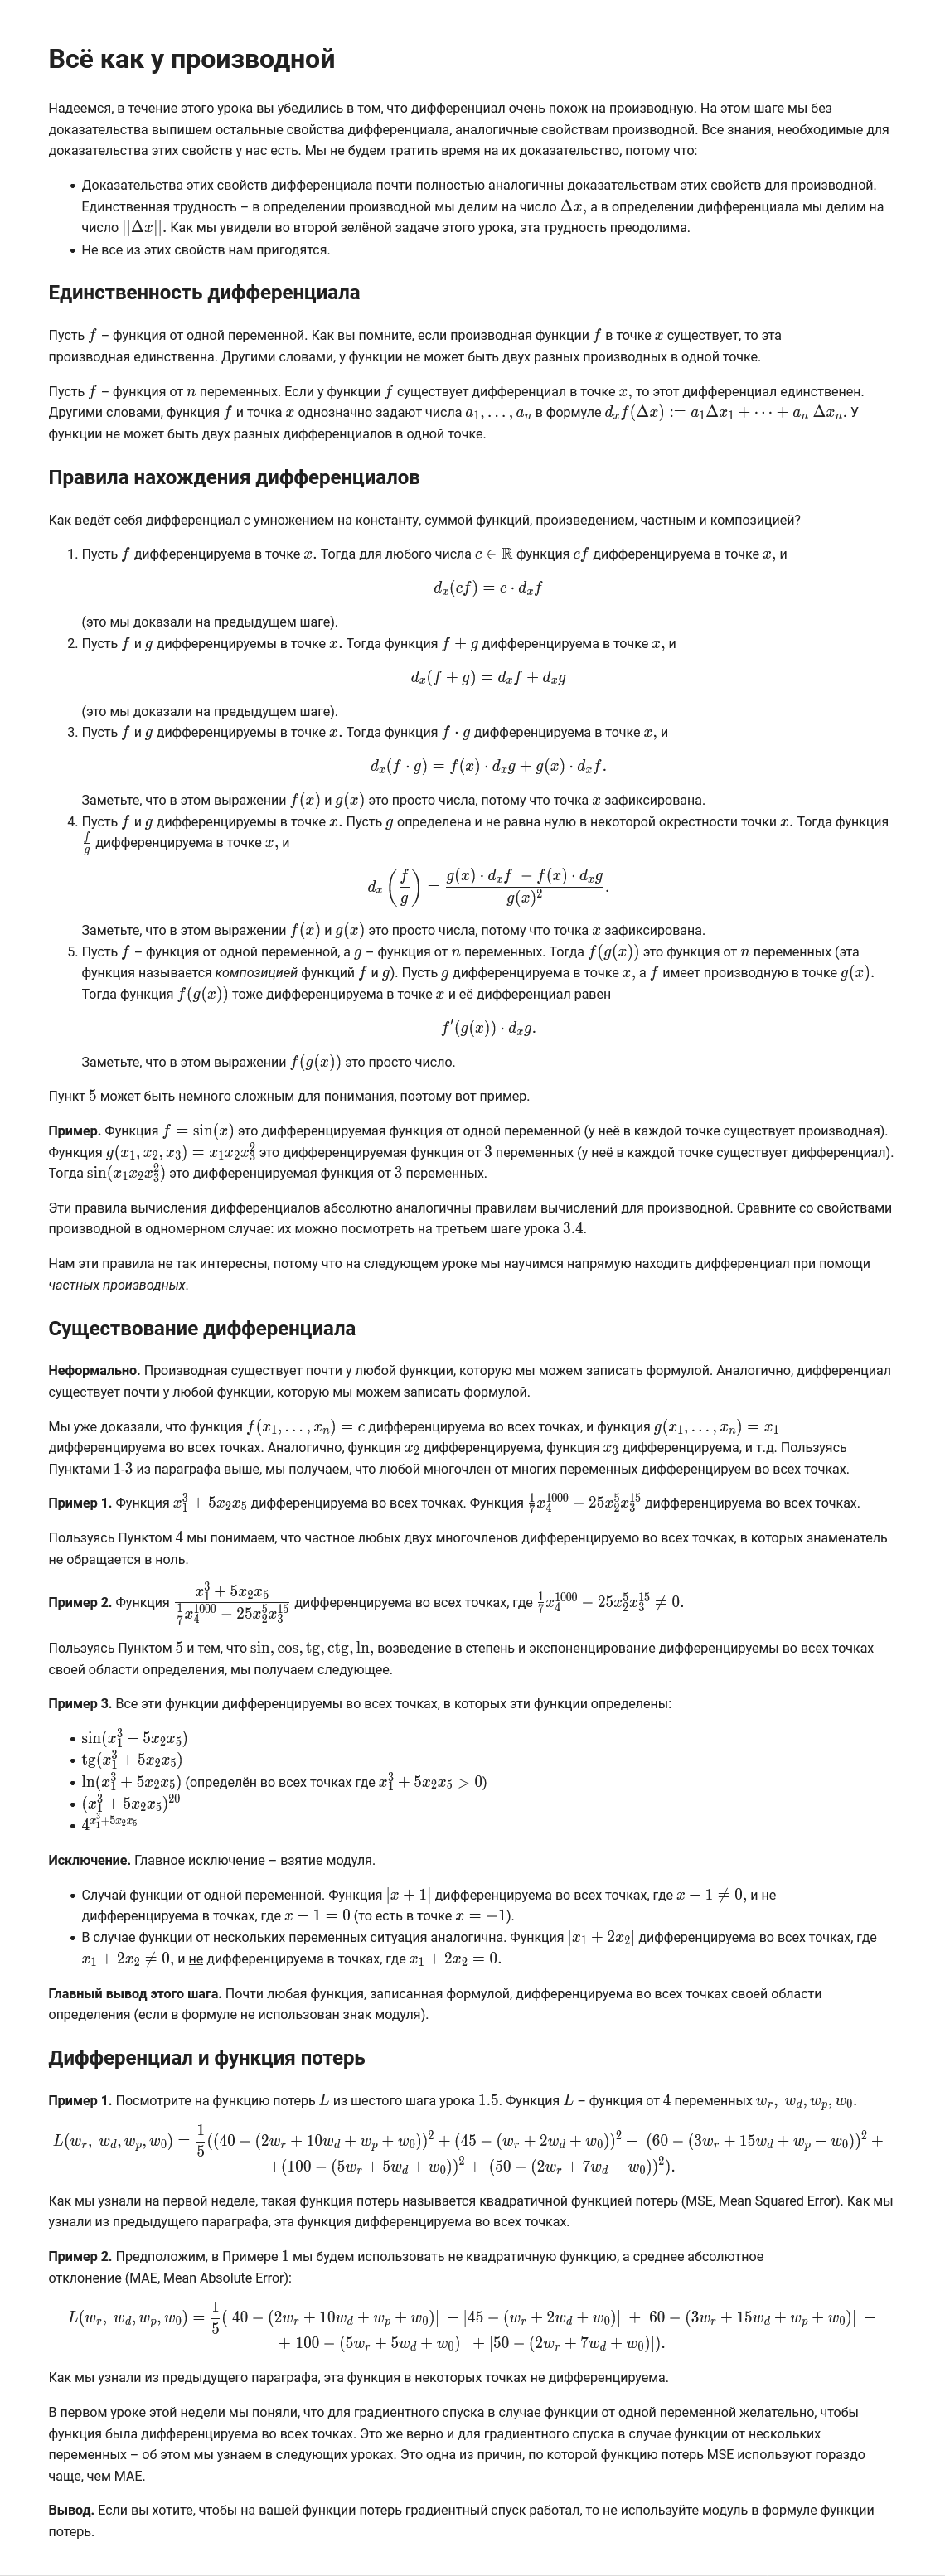 Всё как у производной
Надеемся, в течение этого урока вы убедились в том, что дифференциал очень похож на производную. На этом шаге мы без
доказательства выпишем остальные свойства дифференциала, аналогичные свойствам производной. Все знания, необходимые для
доказательства этих свойств у нас есть. Мы не будем тратить время на их доказательство, потому что:
• Доказательства этих свойств дифференциала почти полностью аналогичны доказательствам этих свойств для производной.
Единственная трудность – в определении производной мы делим на число $\Delta x$, а в определении дифференциала мы делим на
число $||\Delta x||$. Как мы увидели во второй зелёной задаче этого урока, эта трудность преодолима.
• Не все из этих свойств нам пригодятся.
Единственность дифференциала
Пусть $f$ – функция от одной переменной. Как вы помните, если производная функции $f$ в точке $x$ существует, то эта
производная единственна. Другими словами, у функции не может быть двух разных производных в одной точке.
Пусть $f$ – функция от $n$ переменных. Если у функции $f$ существует дифференциал в точке $x$, то этот дифференциал единственен.
Другими словами, функция $f$ и точка $x$ однозначно задают числа $a_1, \ldots, a_n$ в формуле $d_x f(\Delta x) := a_1 \Delta x_1 + \cdots + a_n \Delta x_n$. У
функции не может быть двух разных дифференциалов в одной точке.
Правила нахождения дифференциалов
Как ведёт себя дифференциал с умножением на константу, суммой функций, произведением, частным и композицией?
1. Пусть $f$ дифференцируема в точке $x$. Тогда для любого числа $c \in \mathbb{R}$ функция $cf$ дифференцируема в точке $x$, и
$d_x(cf) = c \cdot d_x f$
(это мы доказали на предыдущем шаге).
2. Пусть $f$ и $g$ дифференцируемы в точке $x$. Тогда функция $f + g$ дифференцируема в точке $x$, и
$d_x(f + g) = d_x f + d_x g$
(это мы доказали на предыдущем шаге).
3. Пусть $f$ и $g$ дифференцируемы в точке $x$. Тогда функция $f \cdot g$ дифференцируема в точке $x$, и
$d_x(f \cdot g) = f(x) \cdot d_x g + g(x) \cdot d_x f.$
Заметьте, что в этом выражении $f(x)$ и $g(x)$ это просто числа, потому что точка $x$ зафиксирована.
4. Пусть $f$ и $g$ дифференцируемы в точке $x$. Пусть $g$ определена и не равна нулю в некоторой окрестности точки $x$. Тогда функция
$\frac{f}{g}$ дифференцируема в точке $x$, и
$d_x\left(\frac{f}{g}\right) = \frac{g(x) \cdot d_x f - f(x) \cdot d_x g}{g(x)^2}.$
Заметьте, что в этом выражении $f(x)$ и $g(x)$ это просто числа, потому что точка $x$ зафиксирована.
5. Пусть $f$ – функция от одной переменной, а $g$ – функция от $n$ переменных. Тогда $f(g(x))$ это функция от $n$ переменных (эта
функция называется композицией функций $f$ и $g$). Пусть $g$ дифференцируема в точке $x$, а $f$ имеет производную в точке $g(x)$.
Тогда функция $f(g(x))$ тоже дифференцируема в точке $x$ и её дифференциал равен
$f'(g(x)) \cdot d_x g.$
Заметьте, что в этом выражении $f(g(x))$ это просто число.
Пункт 5 может быть немного сложным для понимания, поэтому вот пример.
Пример. Функция $f = \sin(x)$ это дифференцируемая функция от одной переменной (у неё в каждой точке существует производная).
Функция $g(x_1, x_2, x_3) = x_1 x_2 x_3^2$ это дифференцируемая функция от 3 переменных (у неё в каждой точке существует дифференциал).
Тогда $\sin(x_1 x_2 x_3^2)$ это дифференцируемая функция от 3 переменных.
Эти правила вычисления дифференциалов абсолютно аналогичны правилам вычислений для производной. Сравните со свойствами
производной в одномерном случае: их можно посмотреть на третьем шаге урока 3.4.
Нам эти правила не так интересны, потому что на следующем уроке мы научимся напрямую находить дифференциал при помощи
частных производных.
Существование дифференциала
Неформально. Производная существует почти у любой функции, которую мы можем записать формулой. Аналогично, дифференциал
существует почти у любой функции, которую мы можем записать формулой.
Мы уже доказали, что функция $f(x_1, \ldots, x_n) = c$ дифференцируема во всех точках, и функция $g(x_1, \ldots, x_n) = x_1$
дифференцируема во всех точках. Аналогично, функция $x_2$ дифференцируема, функция $x_3$ дифференцируема, и т.д. Пользуясь
Пунктами 1-3 из параграфа выше, мы получаем, что любой многочлен от многих переменных дифференцируем во всех точках.
Пример 1. Функция $x_1^3 + 5x_2x_5$ дифференцируема во всех точках. Функция $\frac{1}{7}x_4^{1000} - 25x_2^5x_3^{15}$ дифференцируема во всех точках.
Пользуясь Пунктом 4 мы понимаем, что частное любых двух многочленов дифференцируемо во всех точках, в которых знаменатель
не обращается в ноль.
Пример 2. Функция $\frac{x_1^3 + 5x_2x_5}{\frac{1}{7}x_4^{1000} - 25x_2^5x_3^{15}}$ дифференцируема во всех точках, где $\frac{1}{7}x_4^{1000} - 25x_2^5x_3^{15} \neq 0.$
Пользуясь Пунктом 5 и тем, что sin, cos, tg, ctg, ln, возведение в степень и экспоненцирование дифференцируемы во всех точках
своей области определения, мы получаем следующее.
Пример 3. Все эти функции дифференцируемы во всех точках, в которых эти функции определены:
• $\sin(x_1^3 + 5x_2x_5)$
• $\text{tg}(x_1^3 + 5x_2x_5)$
• $\ln(x_1^3 + 5x_2x_5)$ (определён во всех точках где $x_1^3 + 5x_2x_5 > 0$)
• $(x_1^3 + 5x_2x_5)^{20}$
• $4^{x_1^3 + 5x_2x_5}$
Исключение. Главное исключение – взятие модуля.
• Случай функции от одной переменной. Функция $|x + 1|$ дифференцируема во всех точках, где $x + 1 \neq 0$, и не
дифференцируема в точках, где $x + 1 = 0$ (то есть в точке $x = -1$).
• В случае функции от нескольких переменных ситуация аналогична. Функция $|x_1 + 2x_2|$ дифференцируема во всех точках, где
$x_1 + 2x_2 \neq 0$, и не дифференцируема в точках, где $x_1 + 2x_2 = 0.$
Главный вывод этого шага. Почти любая функция, записанная формулой, дифференцируема во всех точках своей области
определения (если в формуле не использован знак модуля).
Дифференциал и функция потерь
Пример 1. Посмотрите на функцию потерь $L$ из шестого шага урока 1.5. Функция $L$ – функция от 4 переменных $w_r, w_d, w_p, w_0.$
$L(w_r, w_d, w_p, w_0) = \frac{1}{5}((40 - (2w_r + 10w_d + w_p + w_0))^2 + (45 - (w_r + 2w_d + w_0))^2 + (60 - (3w_r + 15w_d + w_p + w_0))^2 +$
$+(100 - (5w_r + 5w_d + w_0))^2 + (50 - (2w_r + 7w_d + w_0))^2).$
Как мы узнали на первой неделе, такая функция потерь называется квадратичной функцией потерь (MSE, Mean Squared Error). Как мы
узнали из предыдущего параграфа, эта функция дифференцируема во всех точках.
Пример 2. Предположим, в Примере 1 мы будем использовать не квадратичную функцию, а среднее абсолютное
отклонение (MAE, Mean Absolute Error):
$L(w_r, w_d, w_p, w_0) = \frac{1}{5}(|40 - (2w_r + 10w_d + w_p + w_0)| + |45 - (w_r + 2w_d + w_0)| + |60 - (3w_r + 15w_d + w_p + w_0)| +$
$+|100 - (5w_r + 5w_d + w_0)| + |50 - (2w_r + 7w_d + w_0)|).$
Как мы узнали из предыдущего параграфа, эта функция в некоторых точках не дифференцируема.
В первом уроке этой недели мы поняли, что для градиентного спуска в случае функции от одной переменной желательно, чтобы
функция была дифференцируема во всех точках. Это же верно и для градиентного спуска в случае функции от нескольких
переменных – об этом мы узнаем в следующих уроках. Это одна из причин, по которой функцию потерь MSE используют гораздо
чаще, чем MAE.
Вывод. Если вы хотите, чтобы на вашей функции потерь градиентный спуск работал, то не используйте модуль в формуле функции
потерь.